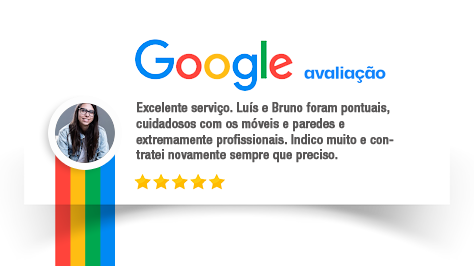 Google avaliação
Excelente serviço. Luís e Bruno foram pontuais,
cuidadosos com os móveis e paredes e
extremamente profissionais. Indico muito e con-
tratei novamente sempre que preciso.